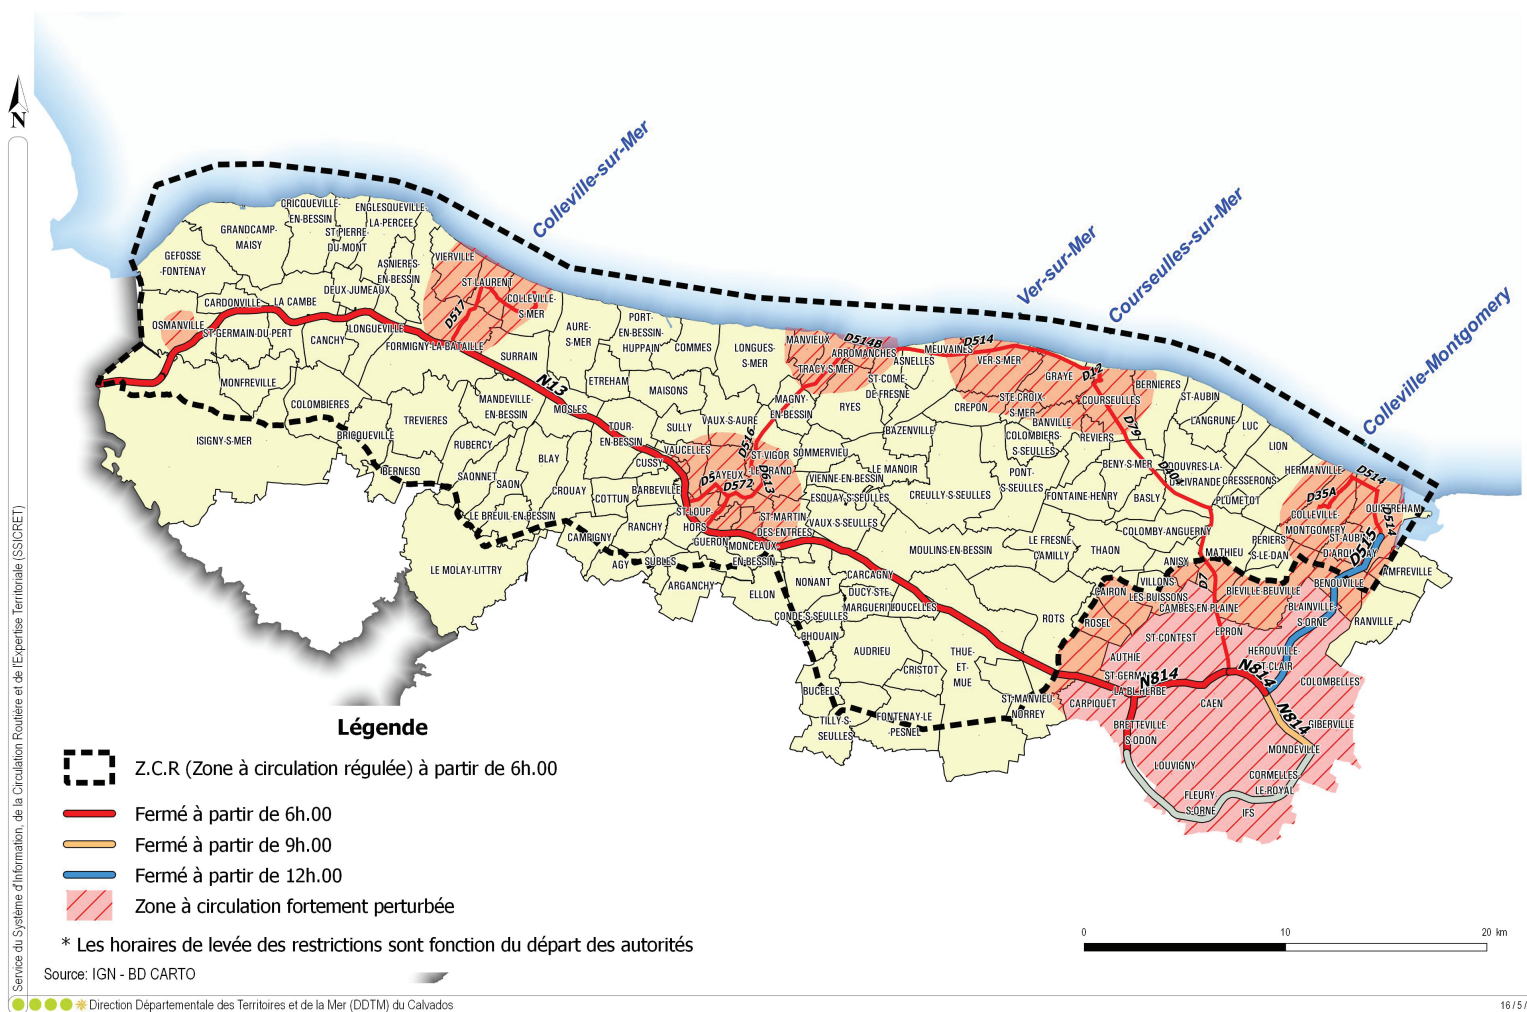 Colleville-sur-Mer
Ver-sur-Mer
Courseulles-sur-Mer
Colleville-Montgomery
N
CRICQUEVILLE-
EN-BESSIN
ENGLESQUEVILLE-
LA-PERCEE
GRANDCAMP-
MAISY
ST-PIERRE-
DU-MONT
GEFOSSE
-FONTENAY
ASNIERES-
EN-BESSIN
VIERVILLE
ST-LAURENT
COLLEVILLE-
S-MER
DEUX-JUMEAUX
CARDONVILLE
LA CAMBE
OSMANVILLE
ST-GERMAIN-DU-PERT
CANCHY
LONGUEVILLE
FORMIGNY-LA-BATAILLE
D517
SURRAIN
AURE-
S-MER
PORT-
EN-BESSIN-
HUPPAIN
COMMES
LONGUES-
S-MER
MANVIEUX
D514B
ARROMANCHES
TRACY-S-MER
ASNELLES
MEUVAINES
D514
VER-S-MER
GRAYE
D12
BERNIERES
ST-AUBIN
COURSEULLES
LANGRUNE
LUC
LION
HERMANVILLE
D514
OUISTREHAM
D35A
COLLEVILLE-
MONTGOMERY
ST-AUBIN
D'ARQUENAY
D514
D515
MONFREVILLE
COLOMBIERES
ISIGNY-S-MER
BRICQUEVILLE
BERNESQ
TREVIERES
MANDEVILLE-
EN-BESSIN
RUBERCY
SAONNET
SAON
BLAY
LE BREUIL-EN-BESSIN
LE MOLAY-LITTRY
N13
MOSLES
ETREHAM
MAISONS
TOUR-
EN-BESSIN
SULLY
VAUX-S-AURE
VAUCELLES
CUSSY
BARBEVILLE
CROUAY
COTTUN
RANCHY
CAMPIGNY
AGY
SUBLES
ARGANCHY
ST-LOUP-
HORS
GUERON
MONCEAUX-
EN-BESSIN
ELLON
D5
BAYEUX
D572
D516
D613
ST-VIGOR
-LE-GRAND
ST-MARTIN-
DES-ENTREES
MAGNY-
EN-BESSIN
RYES
ST-COME-
DE-FRESNE
BAZENVILLE
SOMMERVIEU
VIENNE-EN-BESSIN
LE MANOIR
ESQUAY-S-SEULLES
VAUX-S-SEULLES
CREPON
STE-CROIX
-S-MER
BANVILLE
COLOMBIERS-
S-SEULLES
REVIERS
PONT-
S-SEULLES
CREULLY-S-SEULLES
BENY-S-MER
FONTAINE-HENRY
BASLY
D79
D404
DOUVRES-LA-
DELIVRANDE
CRESSERONS
PLUMETOT
COLOMBY-ANGUERNY
LE FRESNE-
CAMILLY
THAON
MOULINS-EN-BESSIN
MATHIEU
PERIERS
-S-LE-DAN
ANISY
VILLONS
LES BUISSONS
D7
CAMBES-EN-PLAINE
BIEVILLE-BEUVILLE
BENOUVILLE
BLAINVILLE-
S-ORNE
AMFREVILLE
RANVILLE
NONANT
CARCAGNY
DUCY-STE-
MARGUERITE
LOUCELLES
CONDE-S-SEULLES
CHOUAIN
AUDRIEU
CRISTOT
THUE-
ET-
MUE
BUCEELS
TILLY-S-
SEULLES
FONTENAY-LE
-PESNEL
ST-MANVIEU-
NORREY
ROTS
CAIRON
ROSEL
ST-CONTEST
EPRON
AUTHIE
HEROUVILLE-
ST-CLAIR
ST-GERMAIN-
LA-BL-HERBE
N814
N814
N814
CARPIQUET
CAEN
COLOMBELLES
GIBERVILLE
MONDEVILLE
BRETTEVILLE-
S-ODON
LOUVIGNY
FLEURY-
S-ORNE
IFS
CORMELLES-
LE-ROYAL
Légende
Z.C.R (Zone à circulation régulée) à partir de 6h.00
Fermé à partir de 6h.00
Fermé à partir de 9h.00
Fermé à partir de 12h.00
Zone à circulation fortement perturbée
* Les horaires de levée des restrictions sont fonction du départ des autorités
Source: IGN - BD CARTO
0 10 20 km
Service du Système d'Information, de la Circulation Routière et de l'Expertise Territoriale (SSICRET)
Direction Départementale des Territoires et de la Mer (DDTM) du Calvados
16 / 5 /